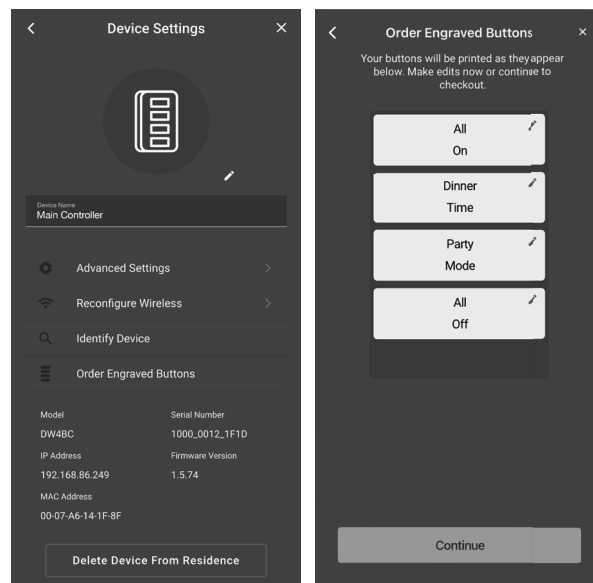 Device Settings
Device Name
Main Controller
Advanced Settings
Reconfigure Wireless
Identify Device
Order Engraved Buttons
Model
Serial Number
DW4BC
1000_0012_1F1D
IP Address
Firmware Version
192.168.86.249
1.5.74
MAC Address
00-07-A6-14-1F-8F
Delete Device From Residence
Order Engraved Buttons
Your buttons will be printed as they appear
below. Make edits now or continue to
checkout.
All
On
Dinner
Time
Party
Mode
All
Off
Continue